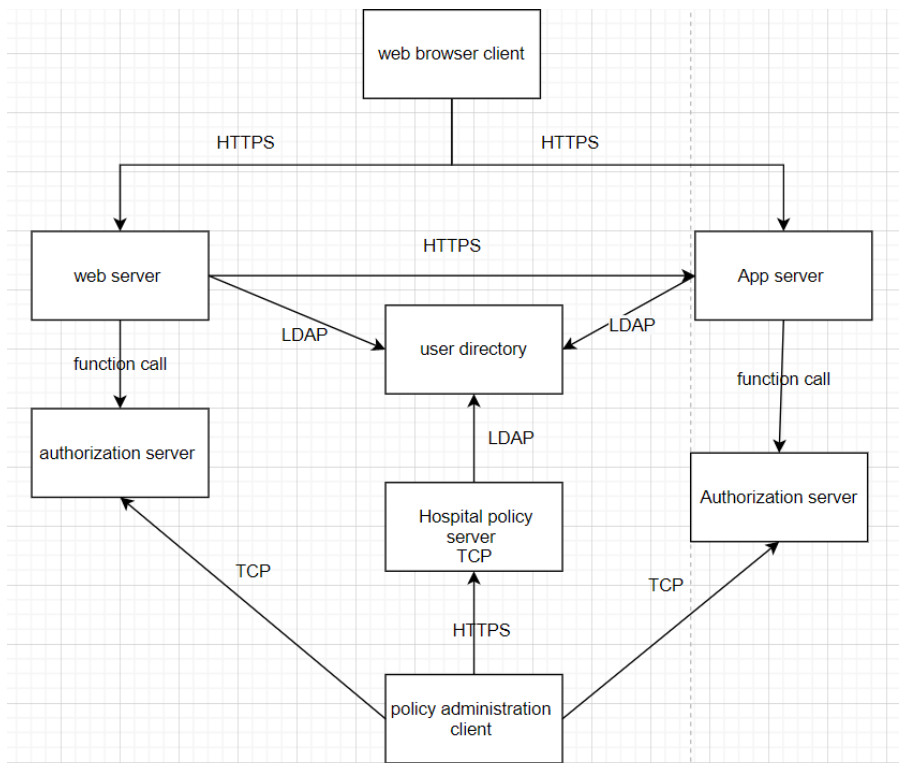 web browser client
HTTPS
HTTPS
HTTPS
web server
App server
LDAP
LDAP
user directory
function call
function call
LDAP
authorization server
Authorization server
Hospital policy
server
TCP
TCP
TCP
HTTPS
policy administration
client